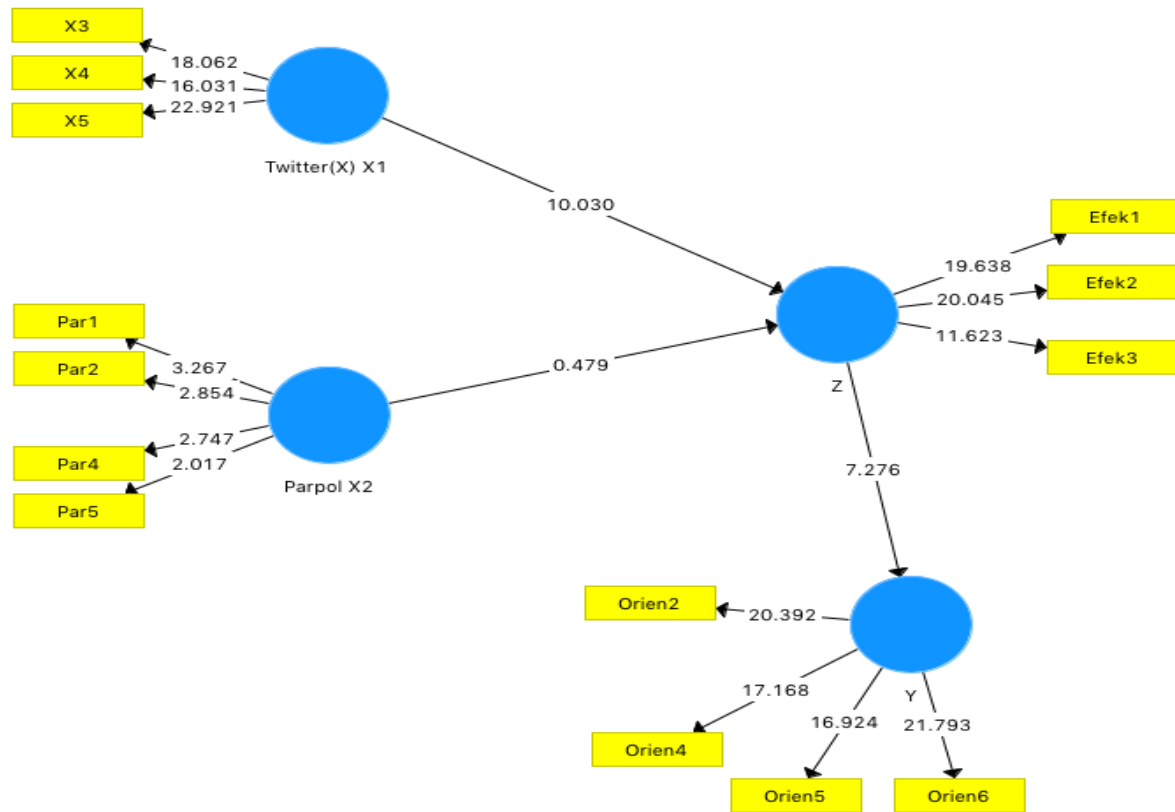 X3
18.062
X4
16.031
X5
22.921
Twitter(X) X1
10.030
Efek1
19.638
Efek2
20.045
Efek3
11.623
Z
Par1
3.267
Par2
2.854
Par4
2.747
Par5
2.017
Parpol X2
0.479
7.276
Orien2
20.392
Y
17.168
Orien4
16.924
Orien5
21.793
Orien6